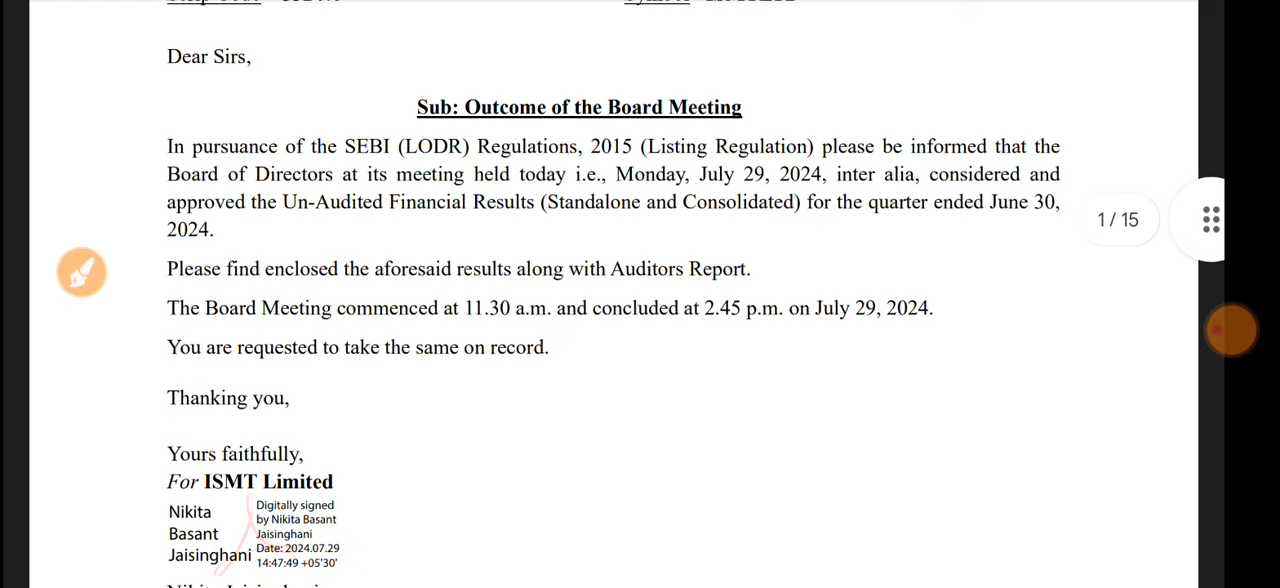 Dear Sirs,
Sub: Outcome of the Board Meeting
In pursuance of the SEBI (LODR) Regulations, 2015 (Listing Regulation) please be informed that the
Board of Directors at its meeting held today i.e., Monday, July 29, 2024, inter alia, considered and
approved the Un-Audited Financial Results (Standalone and Consolidated) for the quarter ended June 30,
2024.
1 / 15
Please find enclosed the aforesaid results along with Auditors Report.
The Board Meeting commenced at 11.30 a.m. and concluded at 2.45 p.m. on July 29, 2024.
You are requested to take the same on record.
Thanking you,
Yours faithfully,
For ISMT Limited
Nikita
Basant
Jaisinghani
Digitally signed
by Nikita Basant
Jaisinghani
Date: 2024.07.29
14:47:49 +05'30'